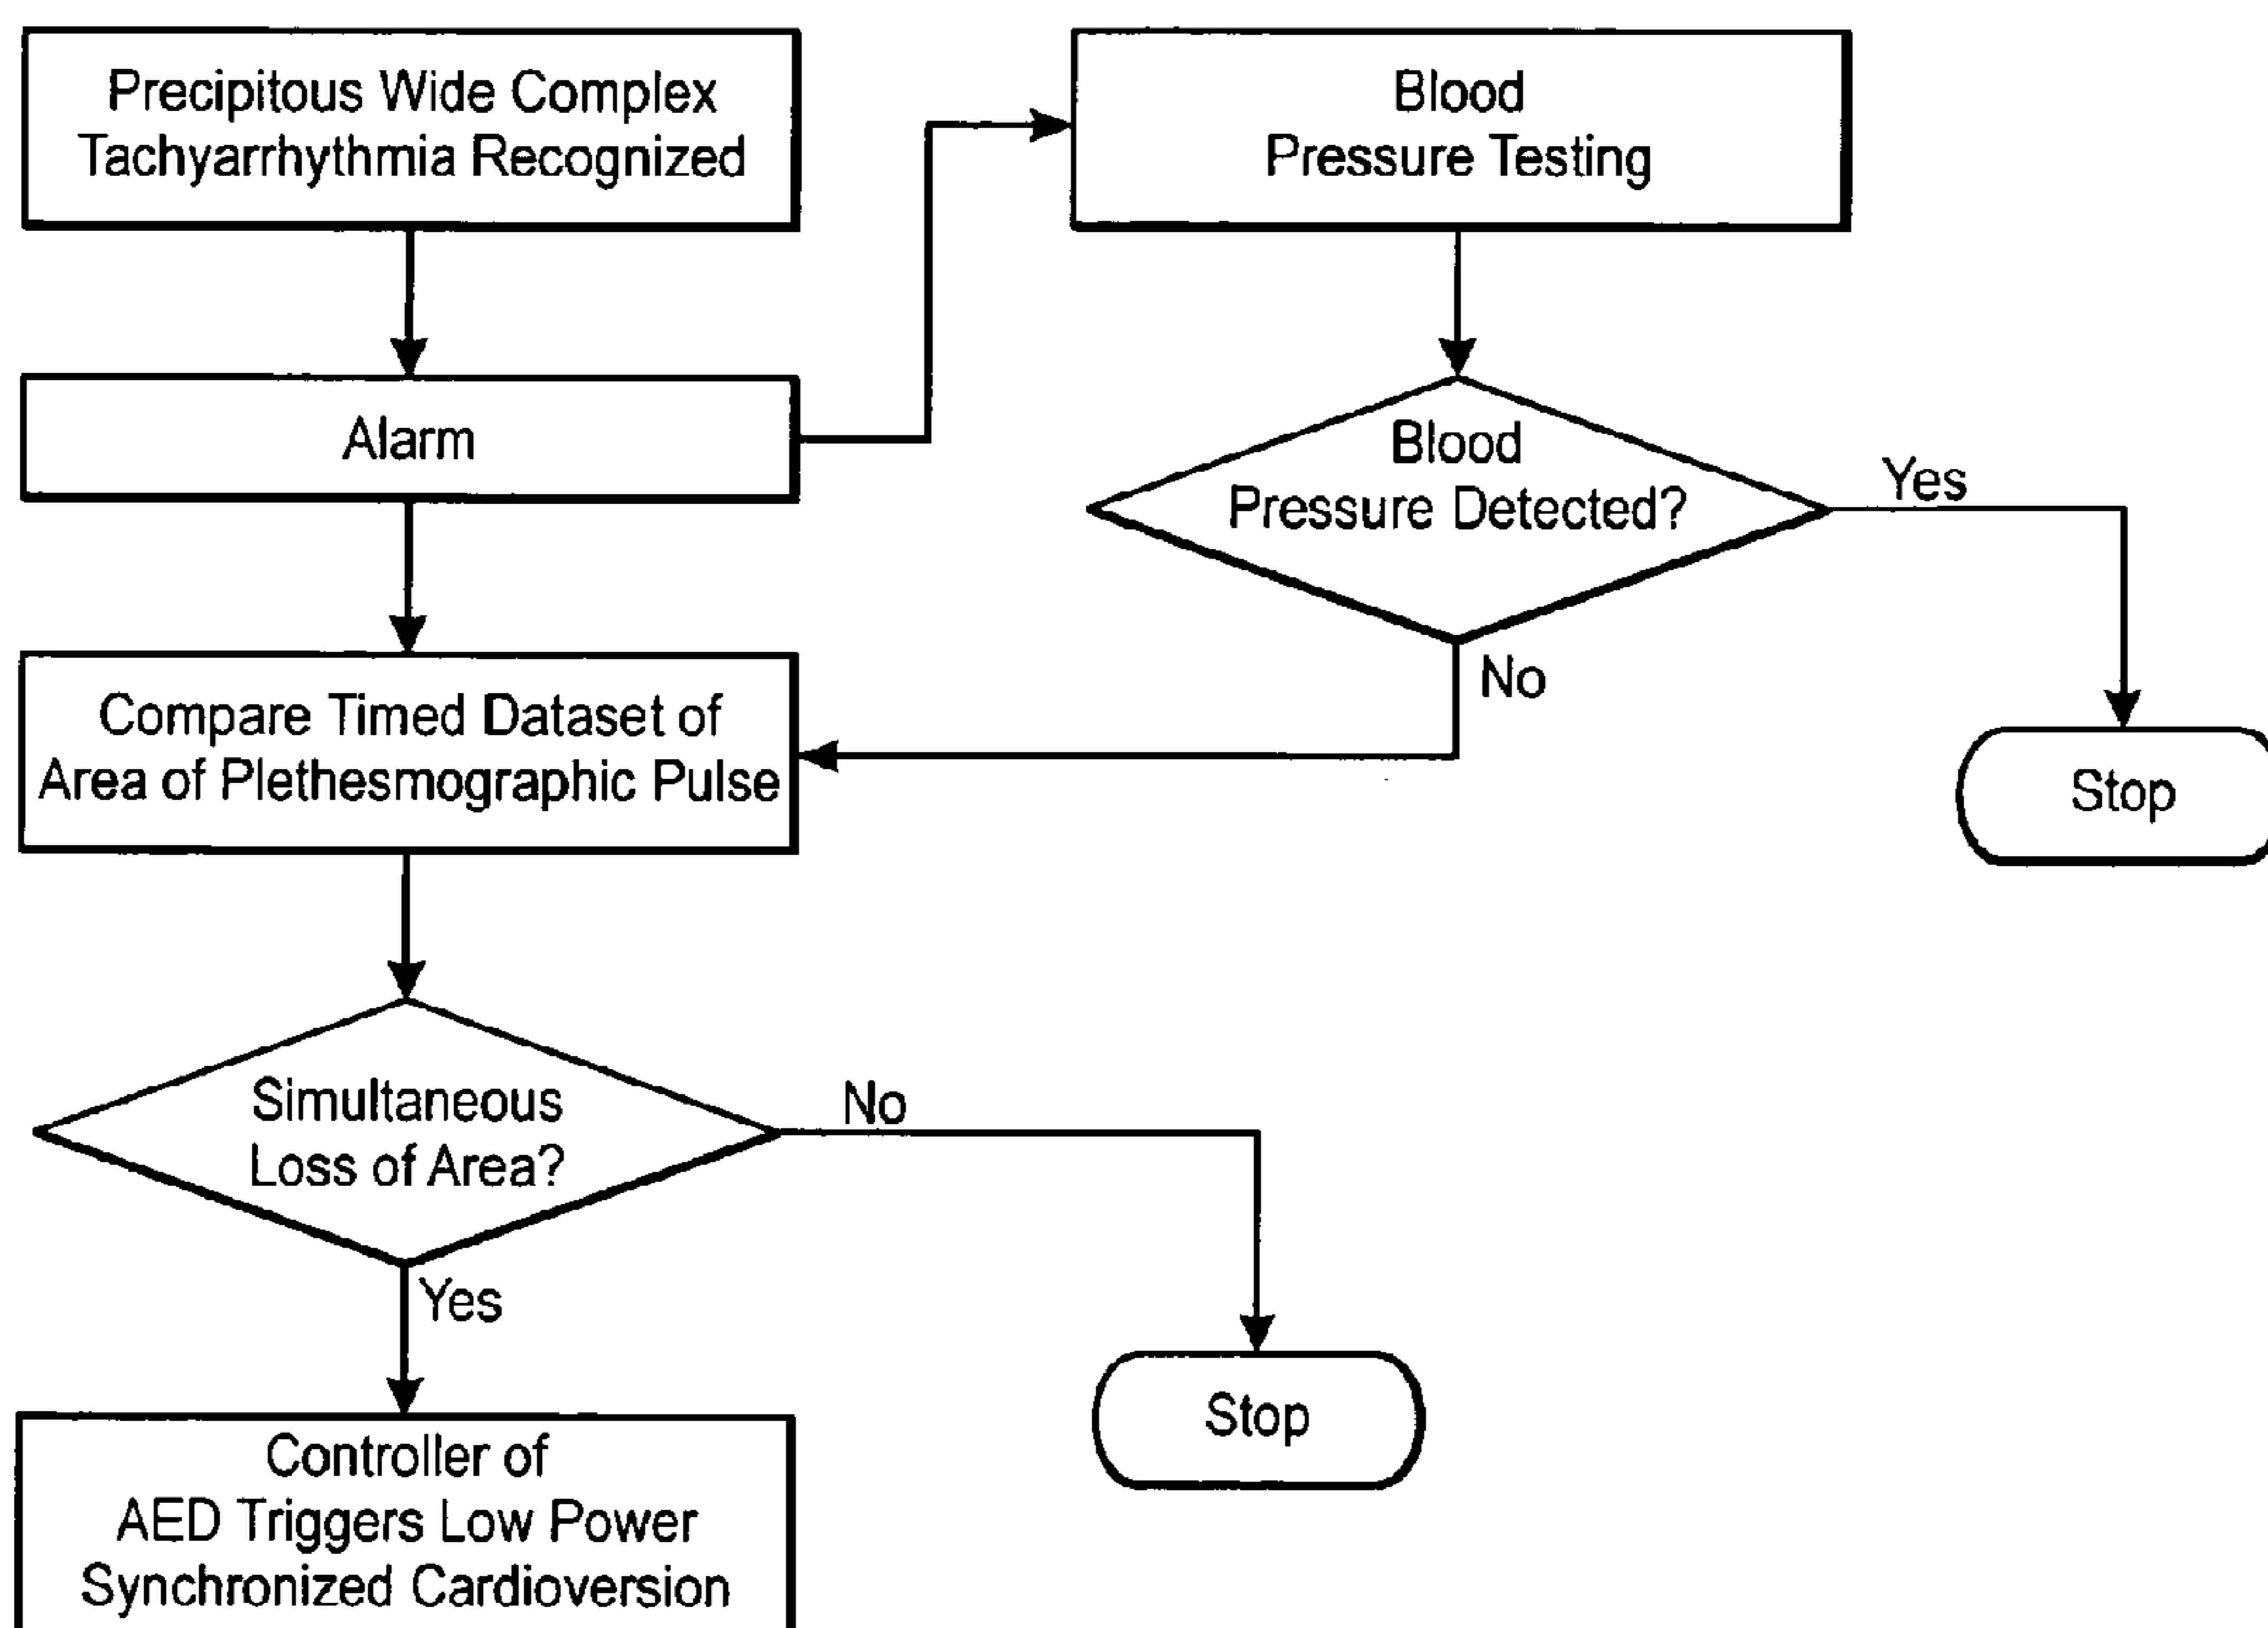 Precipitous Wide Complex
Tachyarrhythmia Recognized
Blood
Pressure Testing
Alarm
Blood
Pressure Detected?
Yes
No
Compare Timed Dataset of
Area of Plethesmographic Pulse
Stop
Simultaneous
Loss of Area?
No
Yes
Stop
Controller of
AED Triggers Low Power
Synchronized Cardioversion